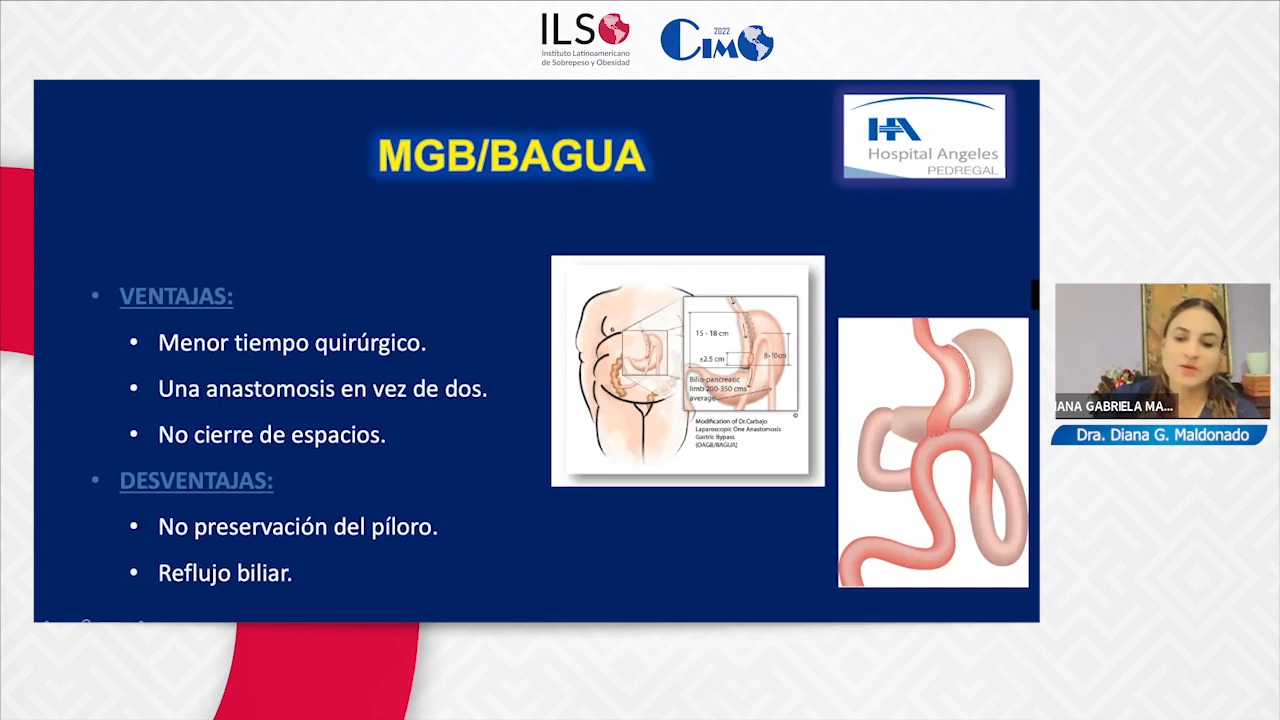 ILSO
Instituto Latinoamericano
de Sobrepeso y Obesidad
2022
CIMO
MGB/BAGUA
HA
Hospital Angeles
PEDREGAL
• VENTAJAS:
• Menor tiempo quirúrgico.
• Una anastomosis en vez de dos.
• No cierre de espacios.
• DESVENTAJAS:
• No preservación del píloro.
• Reflujo biliar.
15 - 18 cm
±2.5 cm
8-10cm
Bilio-pancreatic
limb 200-350 cms
average
©
Modification of Dr.Carbajo
Laparoscopic One Anastomosis
Gastric Bypass
(OAGB/BAGUA)
IANA GABRIELA MA...
Dra. Diana G. Maldonado